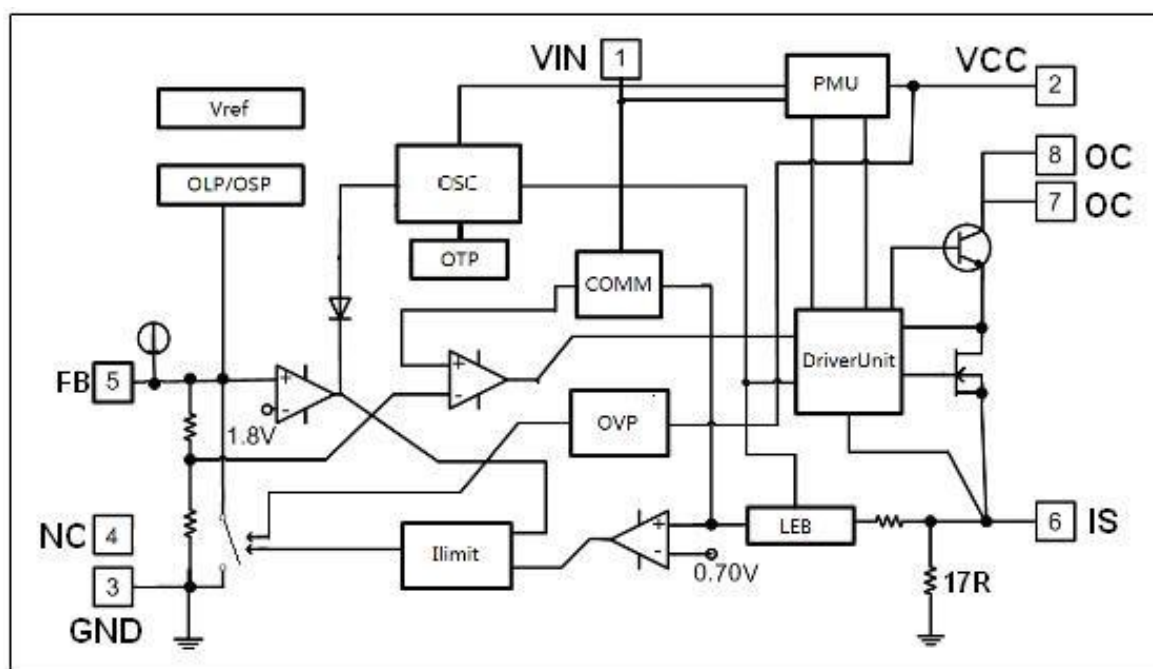 VIN 1
PMU
VCC
2
Vref
8 OC
OLP/OSP
OSC
7 OC
OTP
COMM
DriverUnit
FB 5
1.8V
OVP
NC 4
Ilimit
+
-
0.70V
LEB
6 IS
3
GND
17R
+
-
+
-